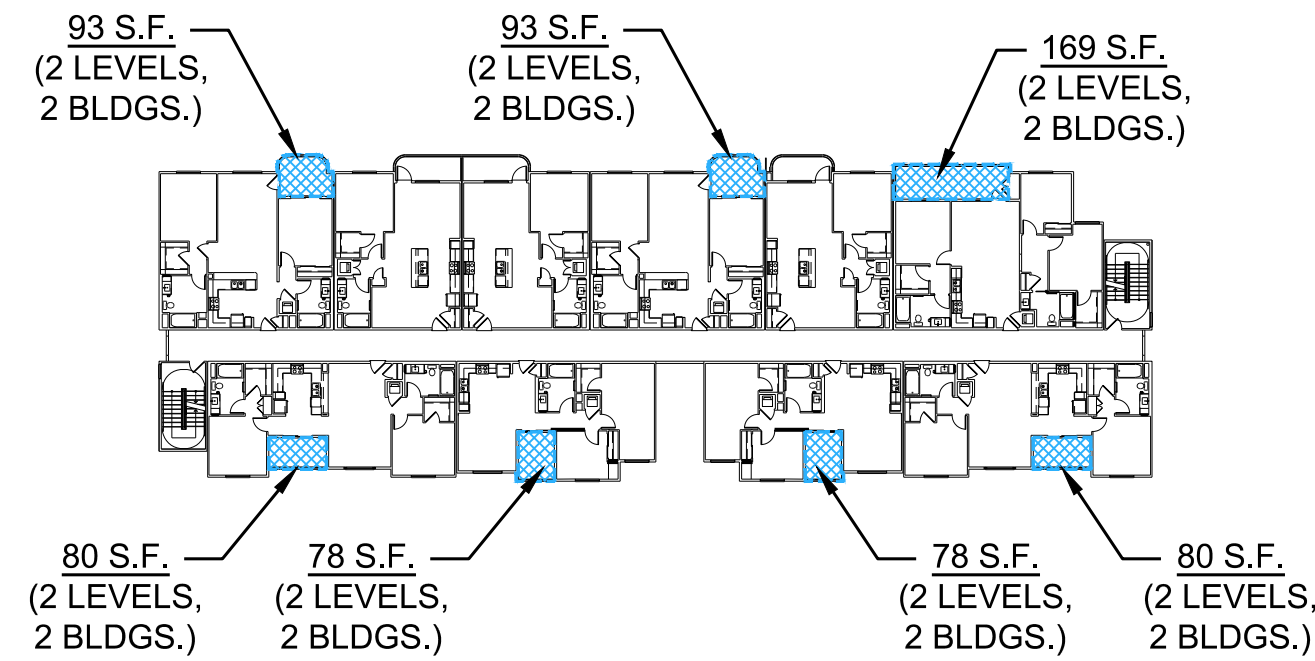 93 S.F.
(2 LEVELS,
2 BLDGS.)
93 S.F.
(2 LEVELS,
2 BLDGS.)
169 S.F.
(2 LEVELS,
2 BLDGS.)
80 S.F.
(2 LEVELS,
2 BLDGS.)
78 S.F.
(2 LEVELS,
2 BLDGS.)
78 S.F.
(2 LEVELS,
2 BLDGS.)
80 S.F.
(2 LEVELS,
2 BLDGS.)